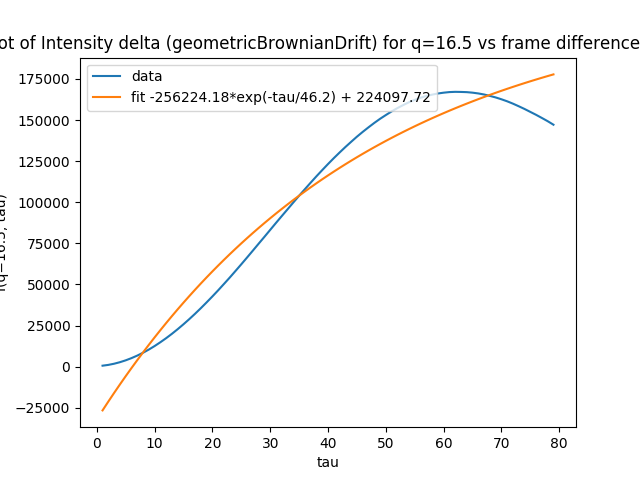 ot of Intensity delta (geometricBrownianDrift) for q=16.5 vs frame difference
data
fit -256224.18*exp(-tau/46.2) + 224097.72
175000
150000
125000
100000
75000
50000
25000
0
−25000
0 10 20 30 40 50 60 70 80
tau
(q=16.5, tau)